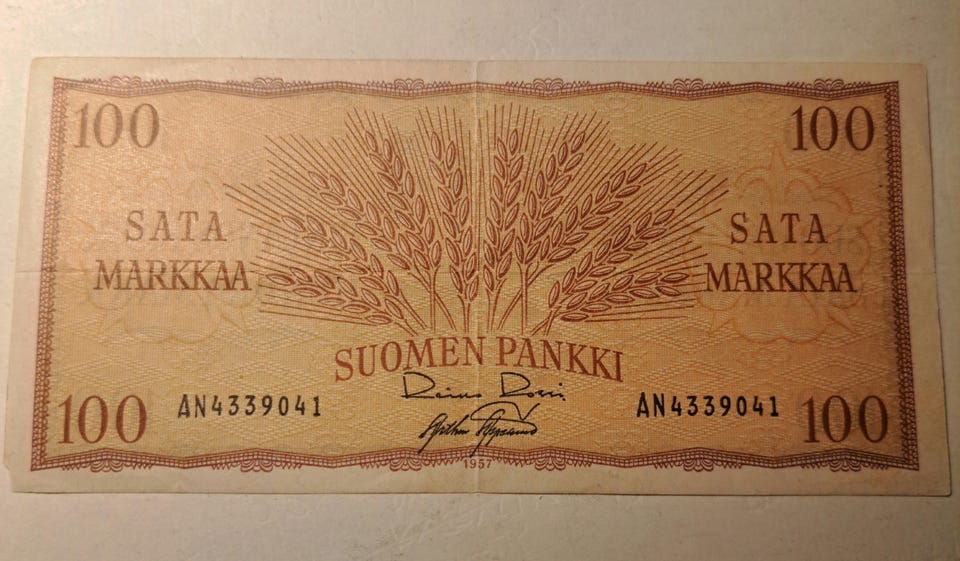 100 100
SATA MARKKAA
SATA MARKKAA
SUOMEN PANKKI
AN4339041 AN4339041
100 100
1957